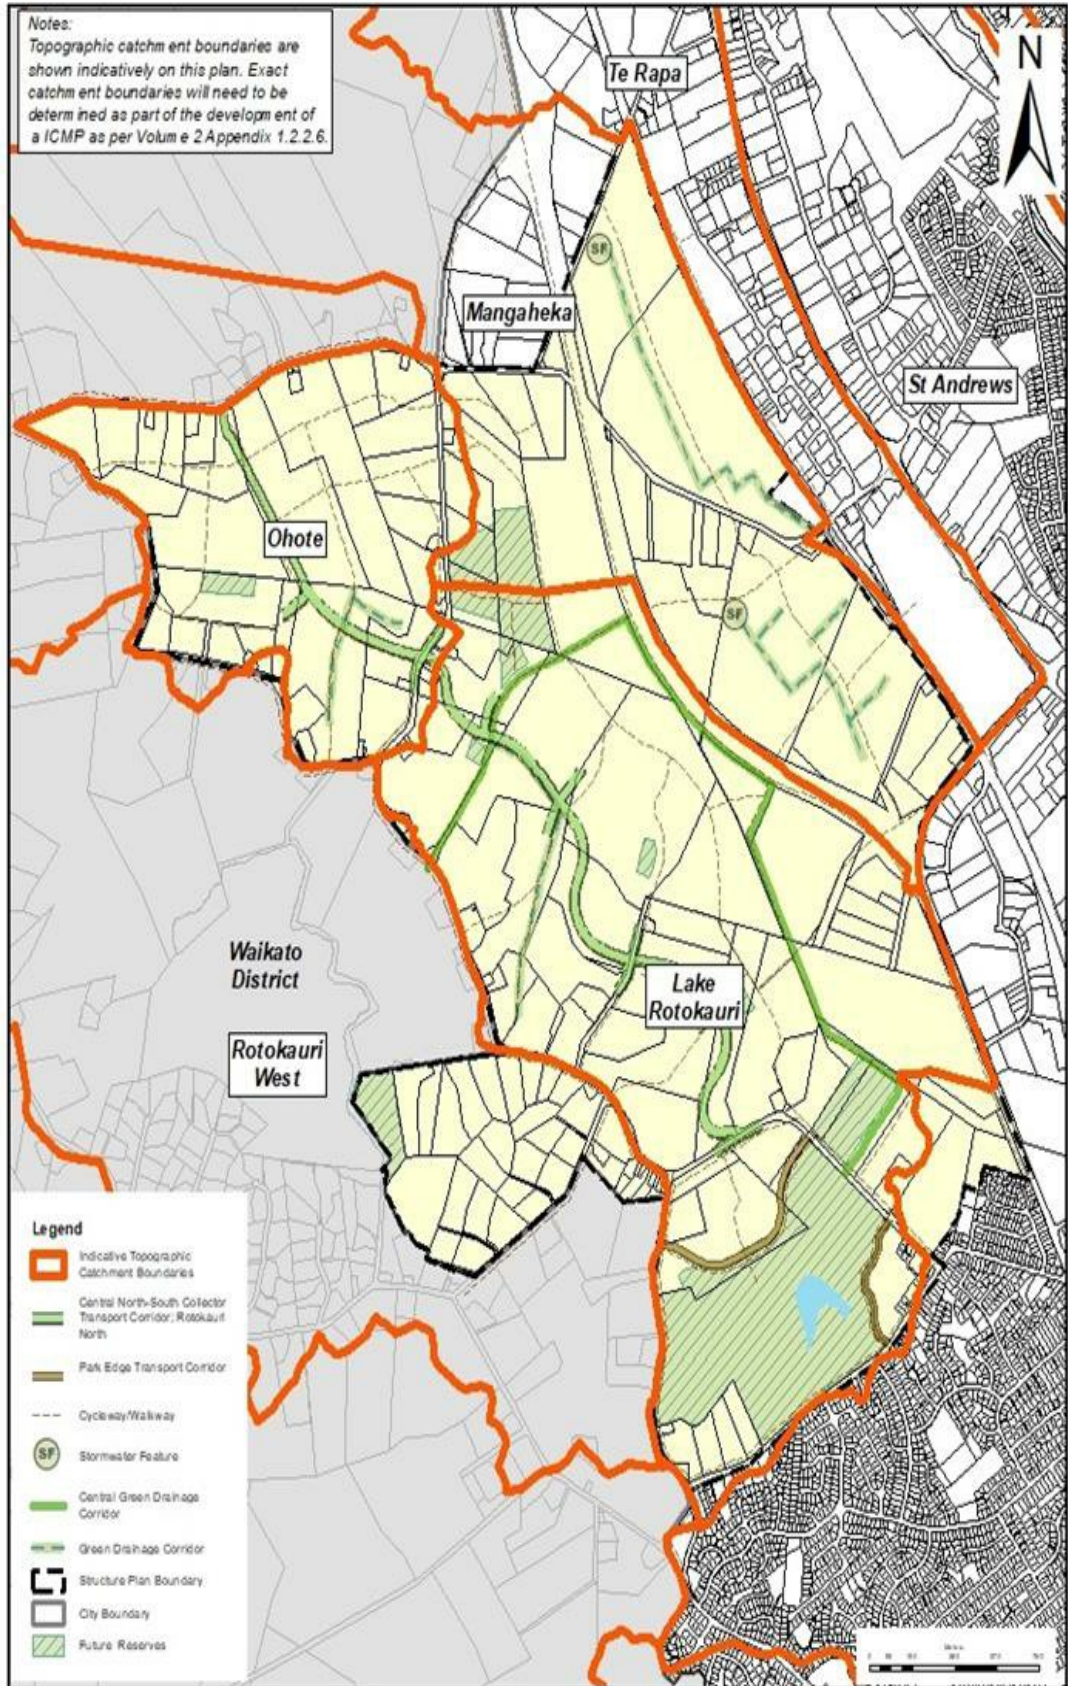 Notes:
Topographic catchment boundaries are
shown indicatively on this plan. Exact
catchment boundaries will need to be
determined as part of the development of
a ICMP as per Volume 2 Appendix 1.2.2.6.
N
Te Rapa
SF
Mangaheka
St Andrews
Ohote
SF
Waikato
District
Lake
Rotokauri
Rotokauri
West
Legend
Indicative Topographic
Catchment Boundaries
Central North-South Collector
Transport Corridor; Rotokauri
North
Park Edge Transport Corridor
Cycleway/Walkway
SF
Stormwater Feature
Central Green Drainage
Corridor
Green Drainage Corridor
Structure Plan Boundary
City Boundary
Future Reserves